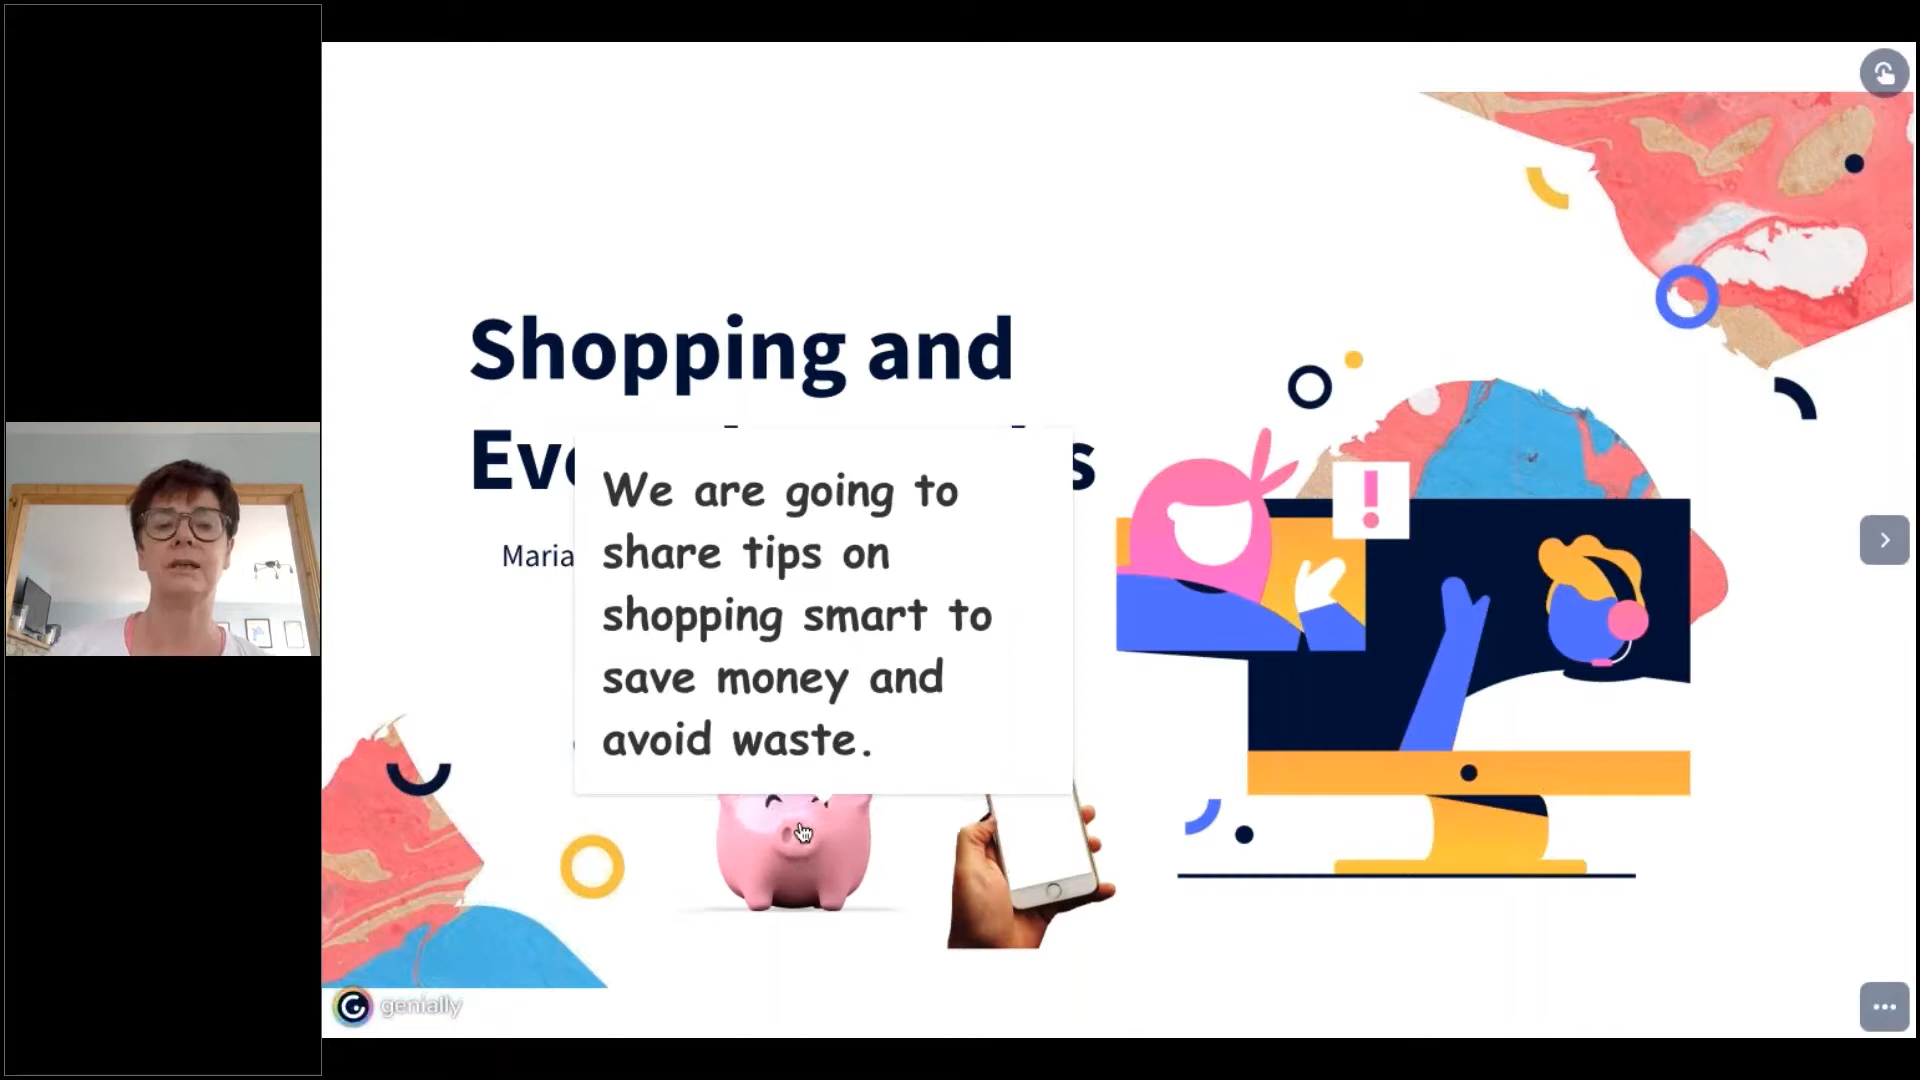 Shopping and
Maria
We are going to
share tips on
shopping smart to
save money and
avoid waste.
!
genially